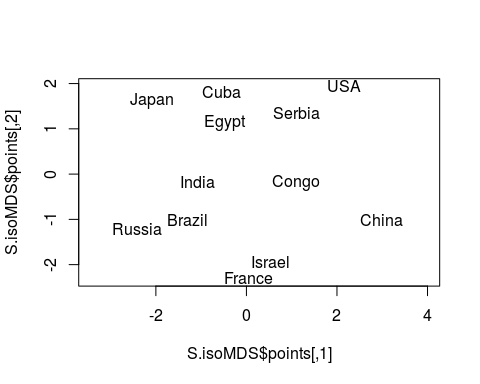 USA
Cuba
Japan
Serbia
Egypt
India
Congo
Brazil
China
Russia
Israel
France
2
1
0
-1
-2
-2
0
2
4
S.isoMDS$points[,2]
S.isoMDS$points[,1]